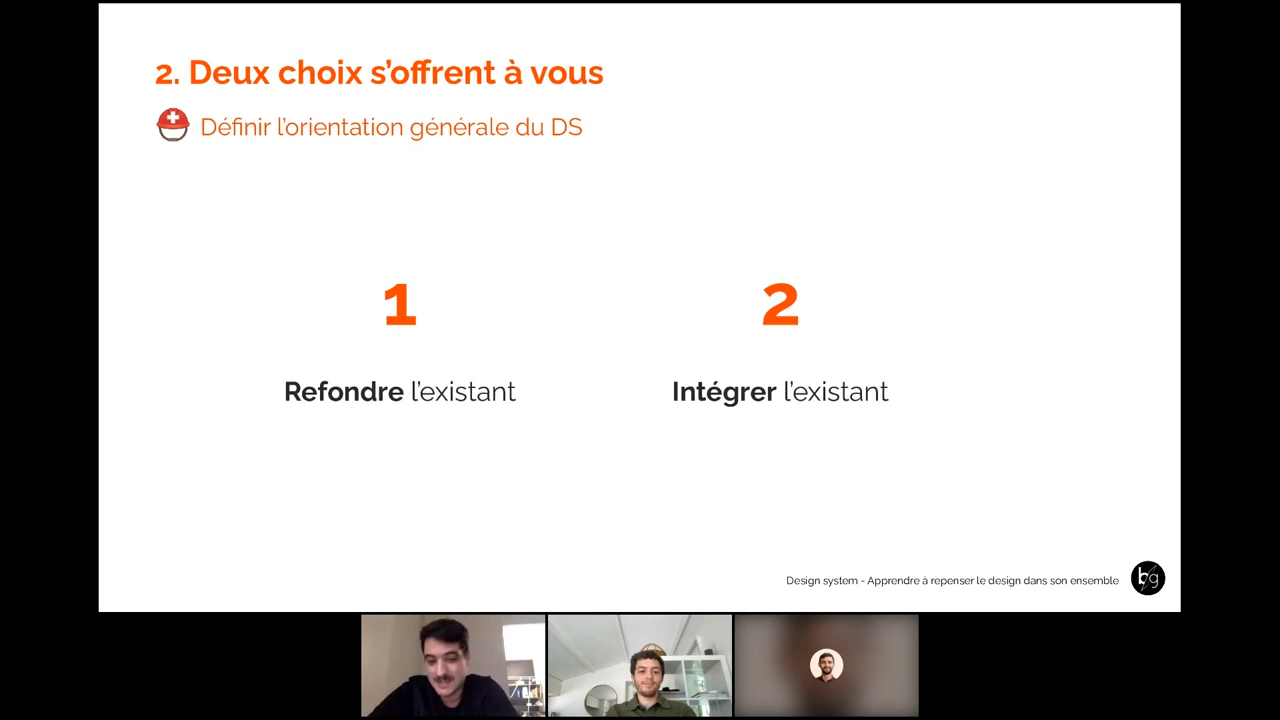 2. Deux choix s’offrent à vous
Définir l’orientation générale du DS
1
2
Refondre l’existant
Intégrer l’existant
Design system - Apprendre à repenser le design dans son ensemble
bg